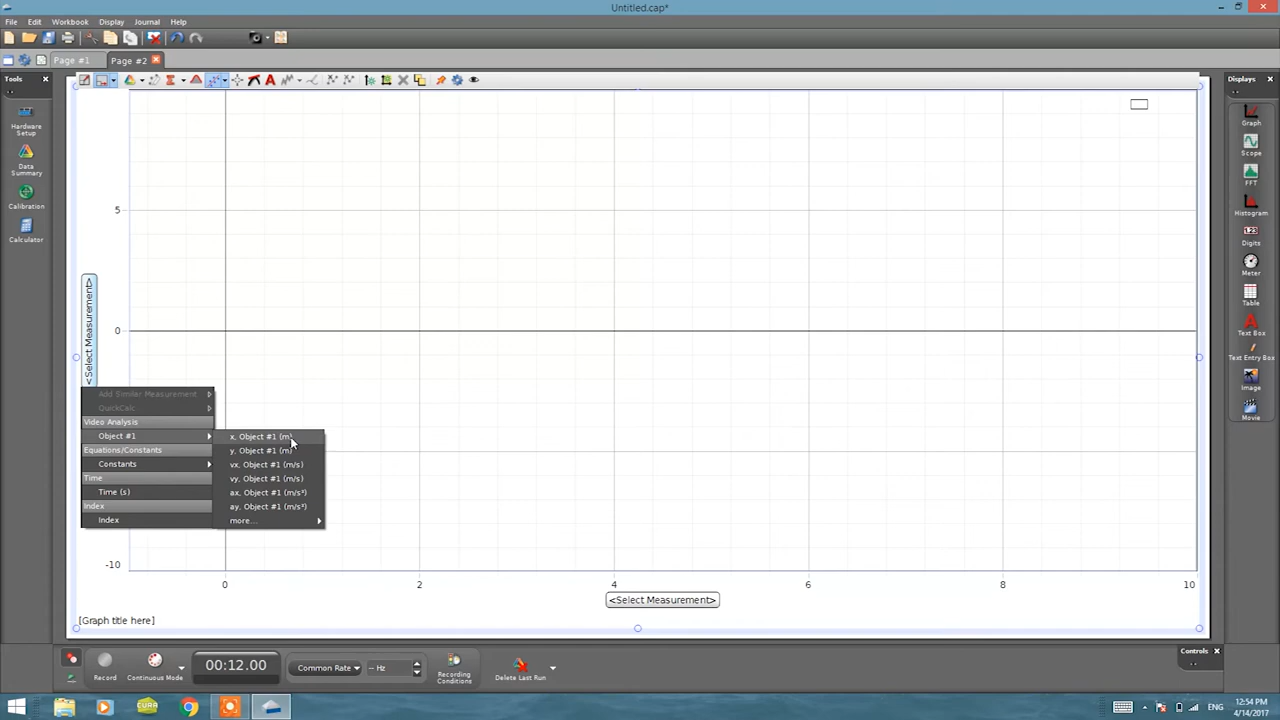 Untitled.cap*
File Edit Workbook Display Journal Help
Page #1 Page #2
Tools
Displays
Hardware Setup
Data Summary
Calibration
Calculator
5
0
-10
<Select Measurement>
Add Similar Measurement
QuickCalc
Video Analysis
Object #1
Equations/Constants
Constants
Time
Time (s)
Index
Index
x, Object #1 (m)
y, Object #1 (m)
vx, Object #1 (m/s)
vy, Object #1 (m/s)
ax, Object #1 (m/s²)
ay, Object #1 (m/s²)
more...
0 2 4 6 8 10
<Select Measurement>
[Graph title here]
Graph
Scope
FFT
Histogram
1.23
Digits
Meter
Table
Text Box
Text Entry Box
Image
Movie
Controls
Record
Continuous Mode
00:12.00
Common Rate
-- Hz
Recording Conditions
Delete Last Run
CURA
ENG
12:54 PM
4/14/2017